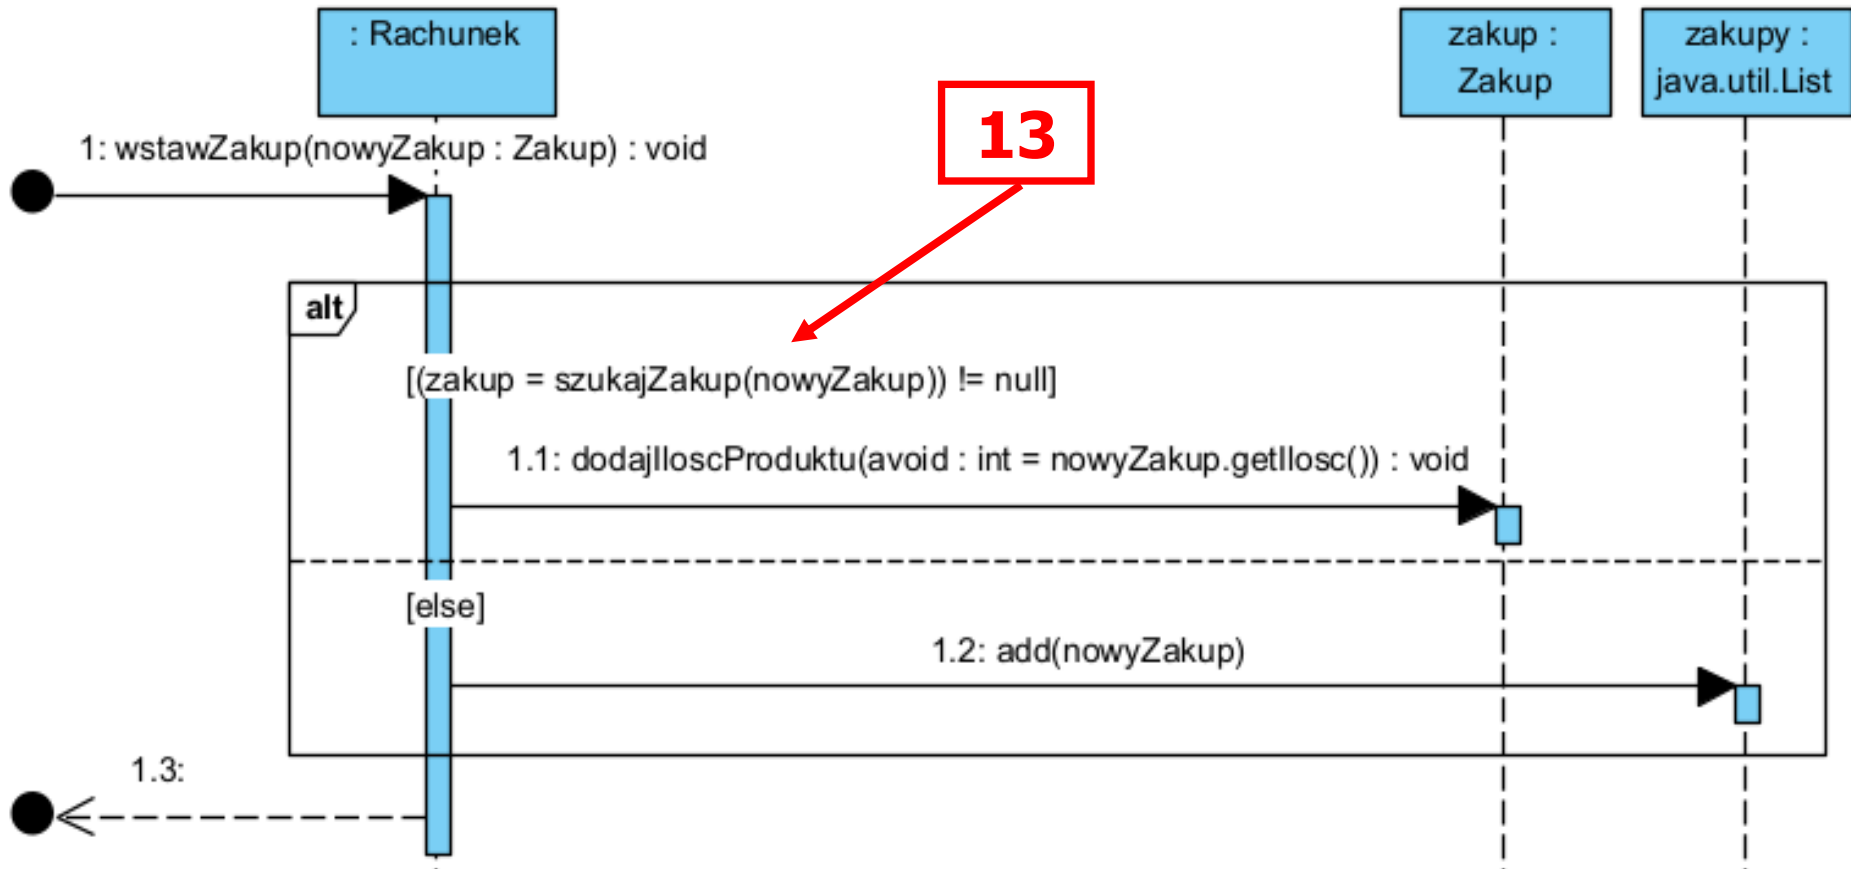 : Rachunek
zakup :
Zakup
zakupy :
java.util.List
13
1: wstawZakup(nowyZakup : Zakup) : void
alt
[(zakup = szukajZakup(nowyZakup)) != null]
1.1: dodajIloscProduktu(avoid : int = nowyZakup.getIlosc()) : void
[else]
1.2: add(nowyZakup)
1.3: